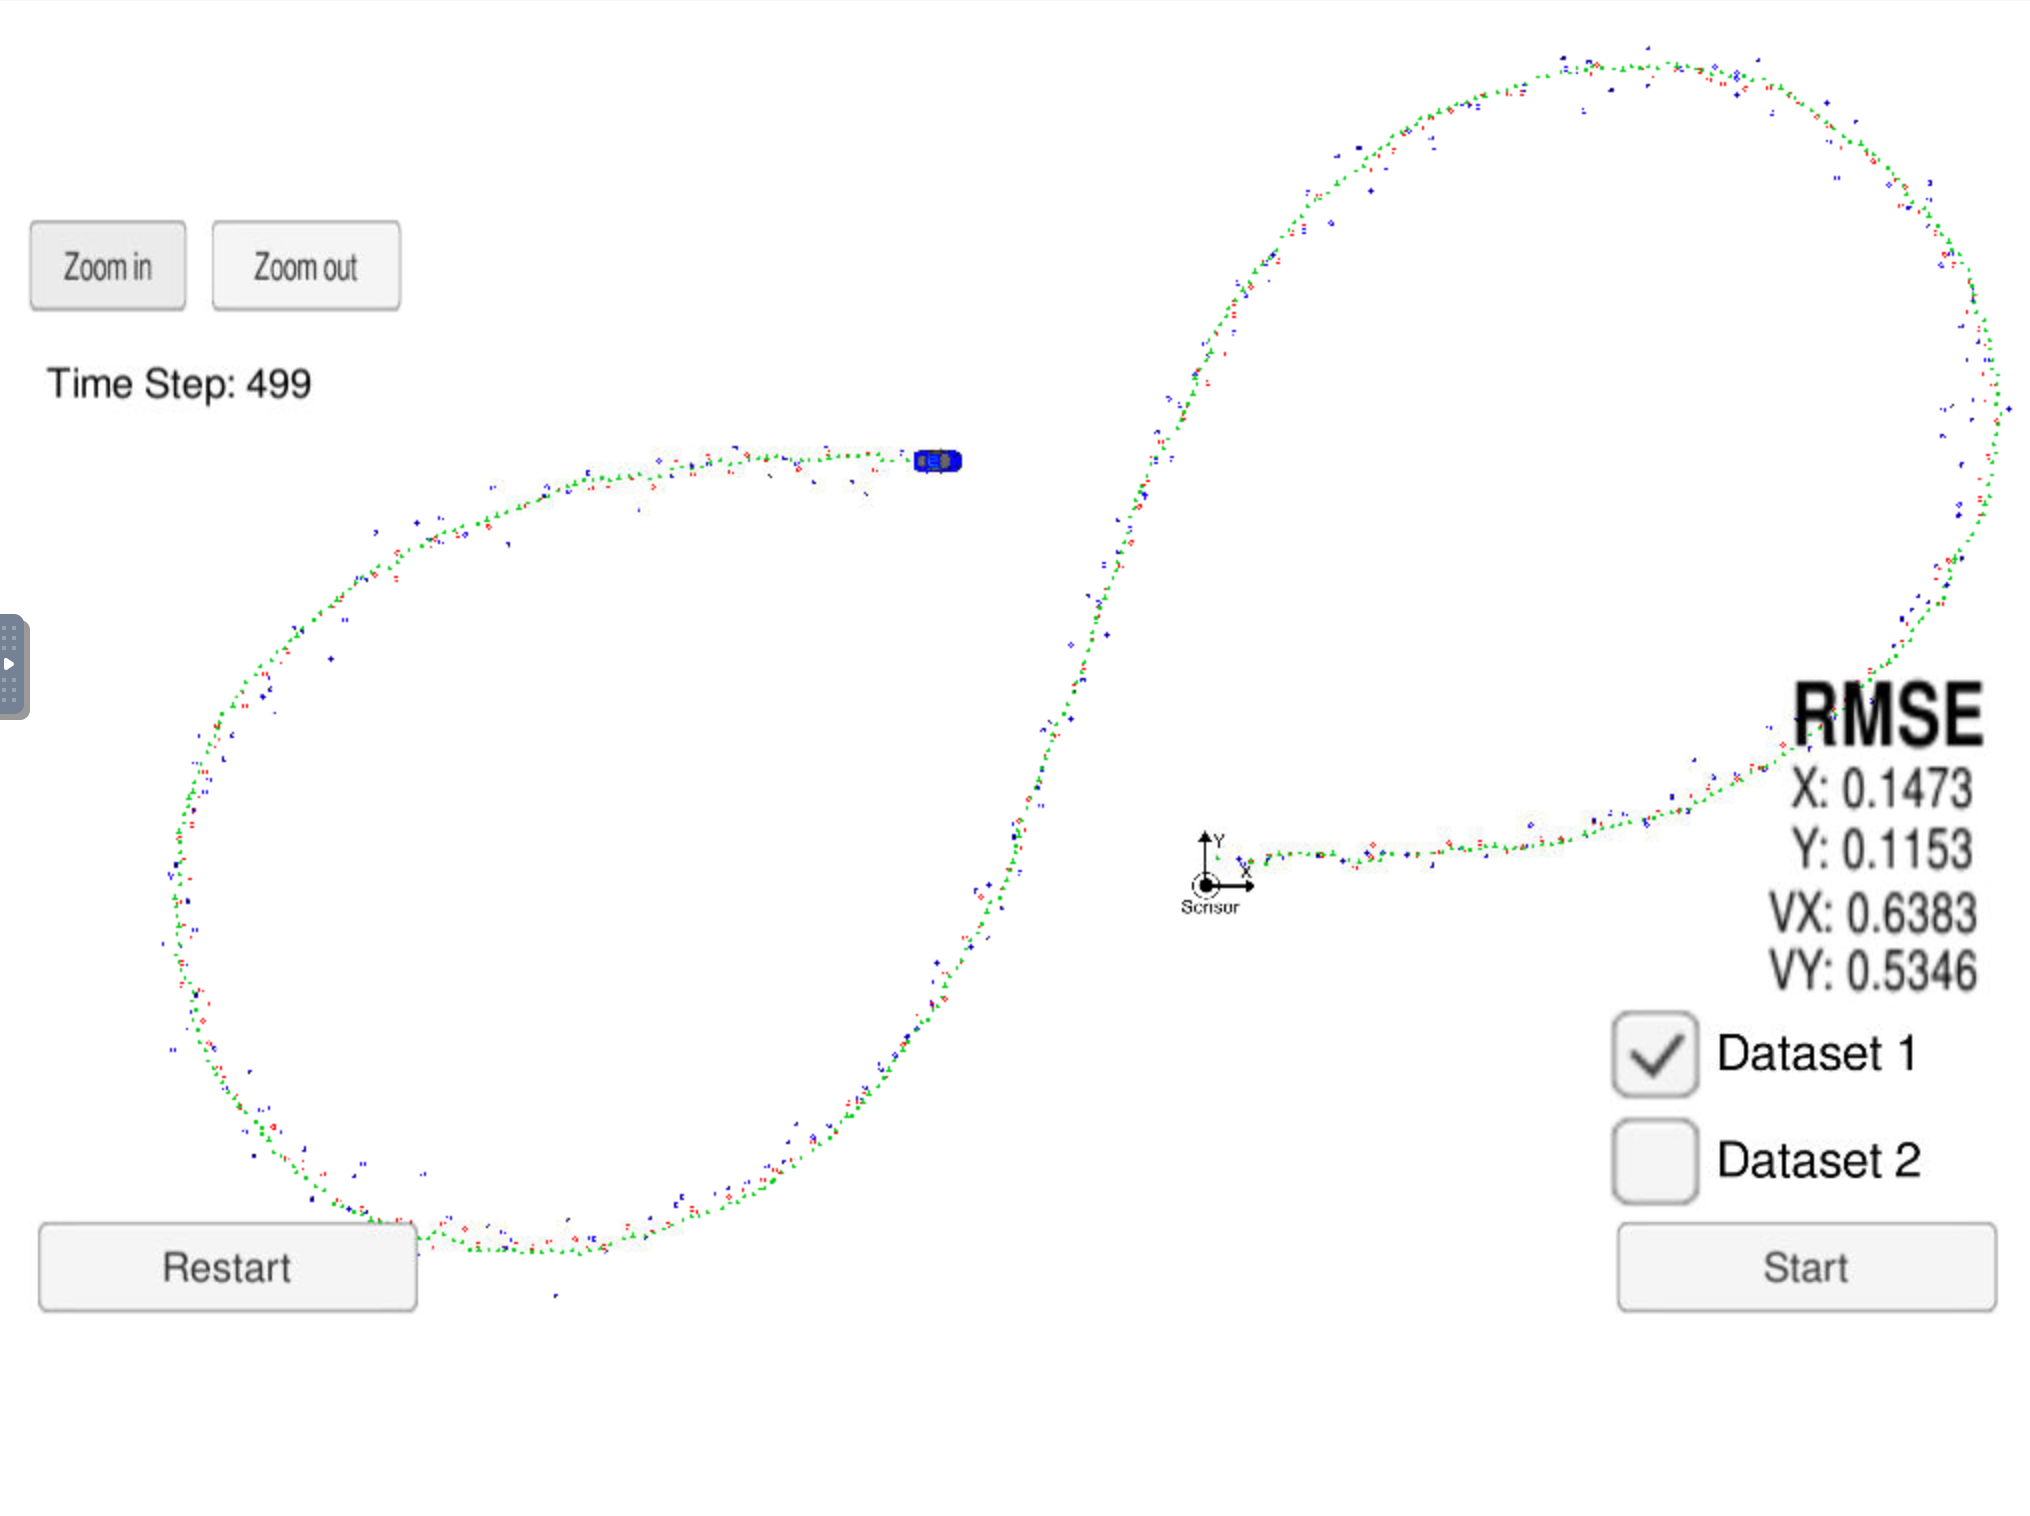 Zoom in
Zoom out
Time Step: 499
Y
X
Sensor
RMSE
X: 0.1473
Y: 0.1153
VX: 0.6383
VY: 0.5346
Dataset 1
Dataset 2
Restart
Start